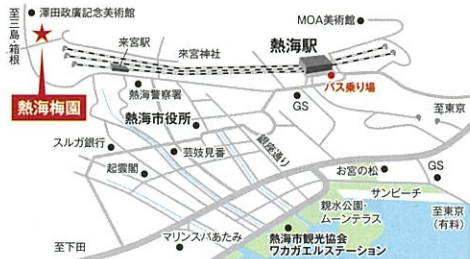 至三島・箱根
澤田政廣記念美術館
MOA美術館
来宮駅
来宮神社
熱海駅
熱海梅園
バス乗り場
熱海警察署
GS
至東京
熱海市役所
銀座通り
スルガ銀行
芸妓見番
起雲閣
お宮の松
GS
サンビーチ
親水公園・
ムーンテラス
至東京
(有料)
至下田
マリンスパあたみ
熱海市観光協会
ワカガエルステーション